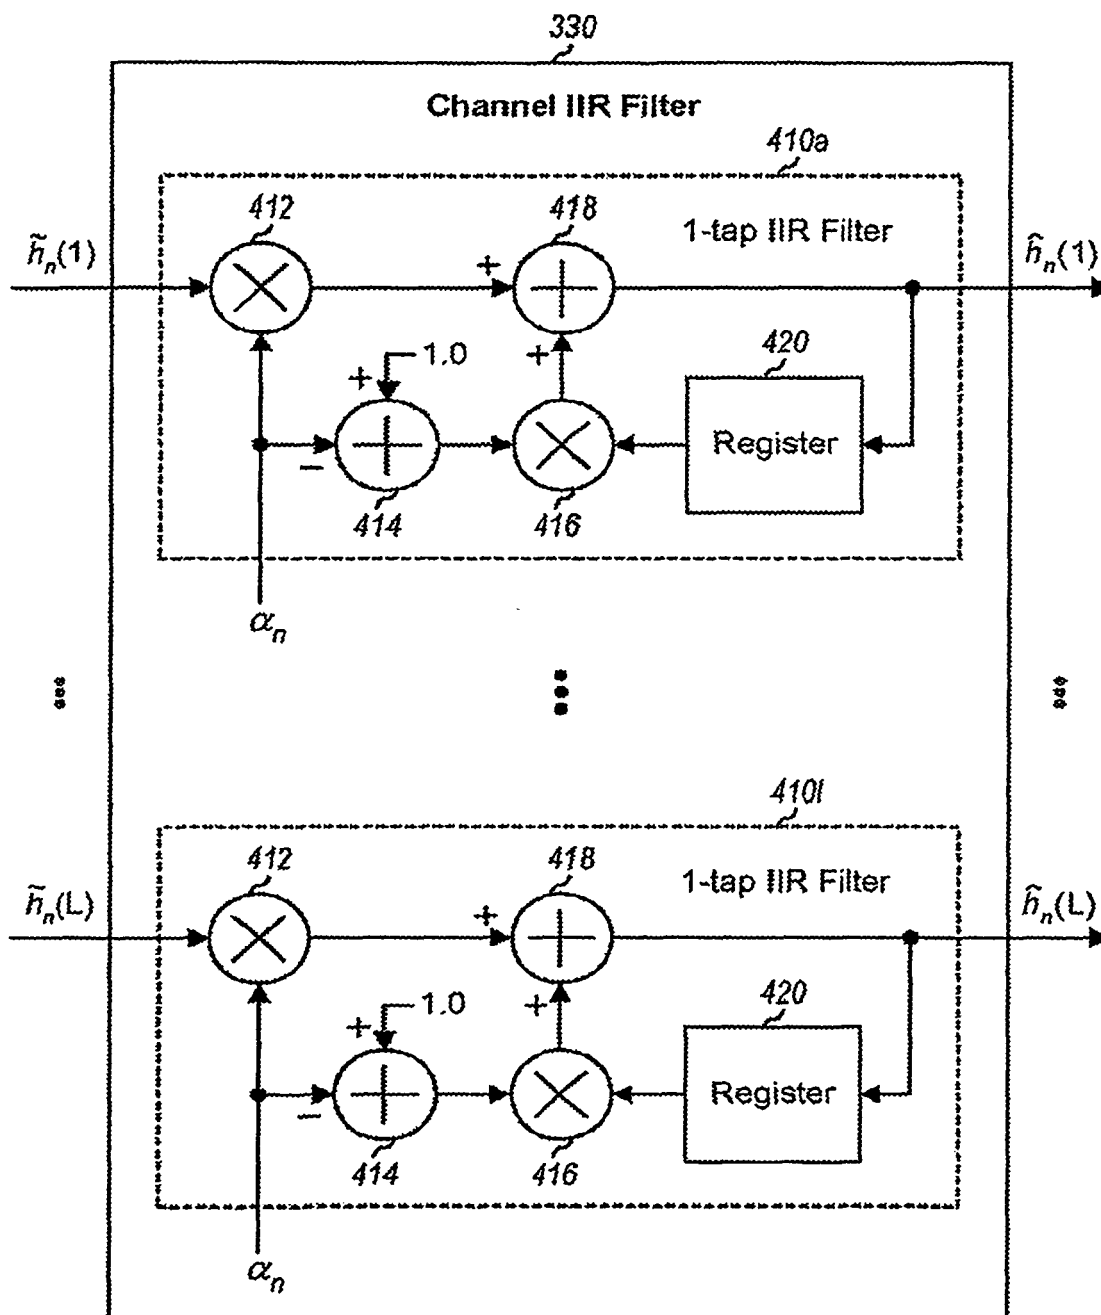 330
Channel IIR Filter
410a
412
418
1-tap IIR Filter
h̃n(1)
ĥn(1)
+
+
1.0
+
420
−
Register
414
416
αn
410l
412
418
1-tap IIR Filter
h̃n(L)
ĥn(L)
+
+
1.0
+
420
−
Register
414
416
αn